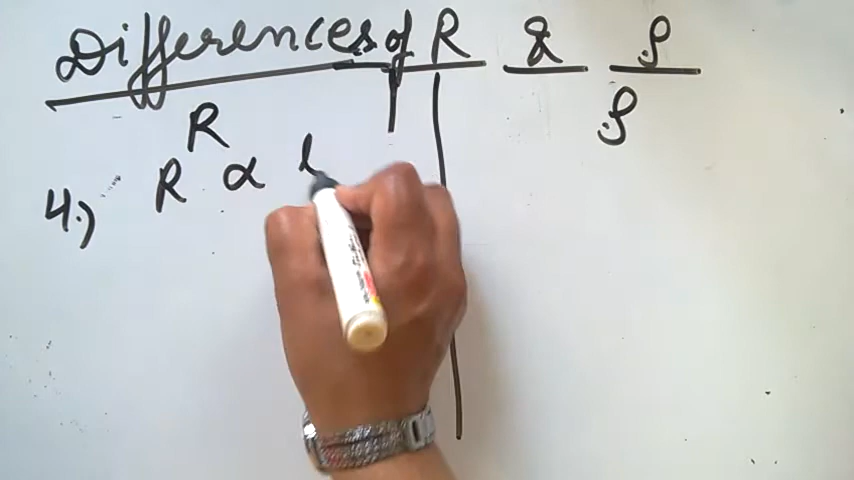 Differences of R & ρ
R ρ
4.) R α l